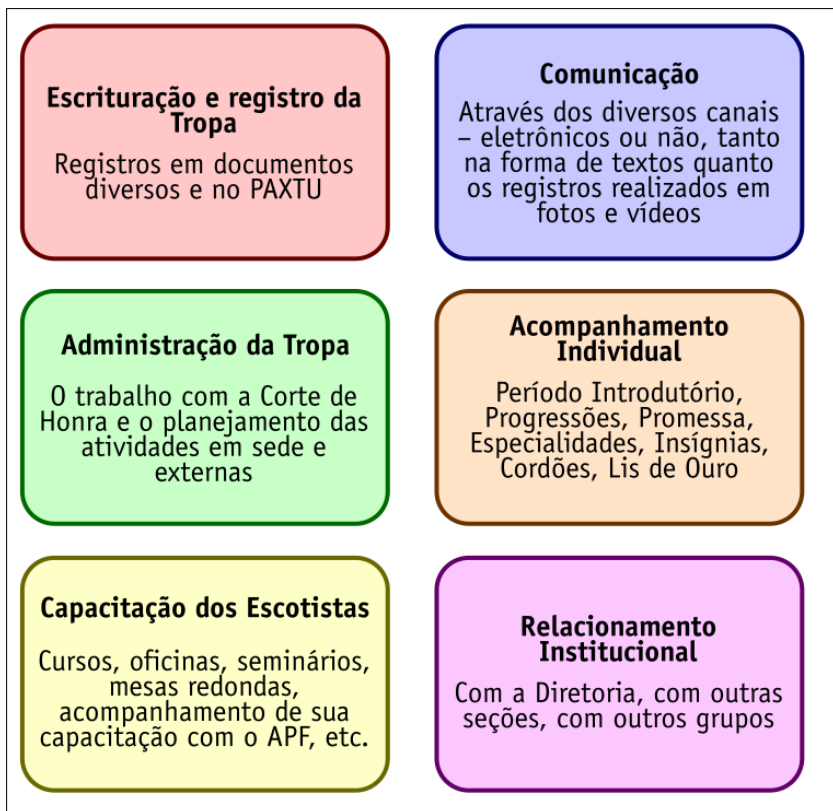 Escrituração e registro da
Tropa
Registros em documentos
diversos e no PAXTU
Comunicação
Através dos diversos canais
– eletrônicos ou não, tanto
na forma de textos quanto
os registros realizados em
fotos e vídeos
Administração da Tropa
O trabalho com a Corte de
Honra e o planejamento das
atividades em sede e
externas
Acompanhamento
Individual
Período Introdutório,
Progressões, Promessa,
Especialidades, Insígnias,
Cordões, Lis de Ouro
Capacitação dos Escotistas
Cursos, oficinas, seminários,
mesas redondas,
acompanhamento de sua
capacitação com o APF, etc.
Relacionamento
Institucional
Com a Diretoria, com outras
seções, com outros grupos